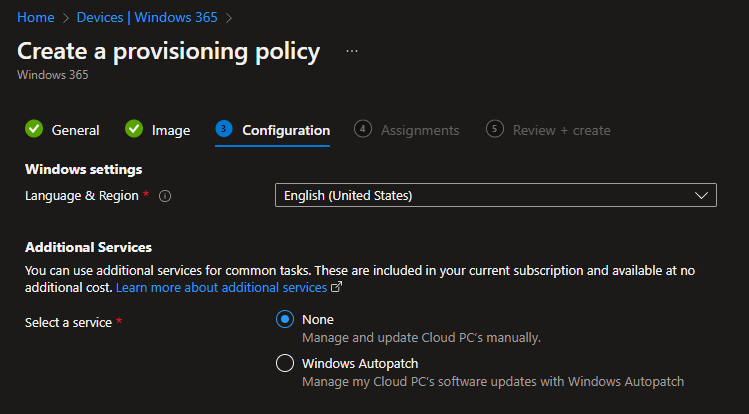 Home > Devices | Windows 365 >
Create a provisioning policy ...
Windows 365
General Image 3 Configuration 4 Assignments 5 Review + create
Windows settings
Language & Region * English (United States)
Additional Services
You can use additional services for common tasks. These are included in your current subscription and available at no
additional cost. Learn more about additional services
Select a service * None
Manage and update Cloud PC's manually.
Windows Autopatch
Manage my Cloud PC's software updates with Windows Autopatch